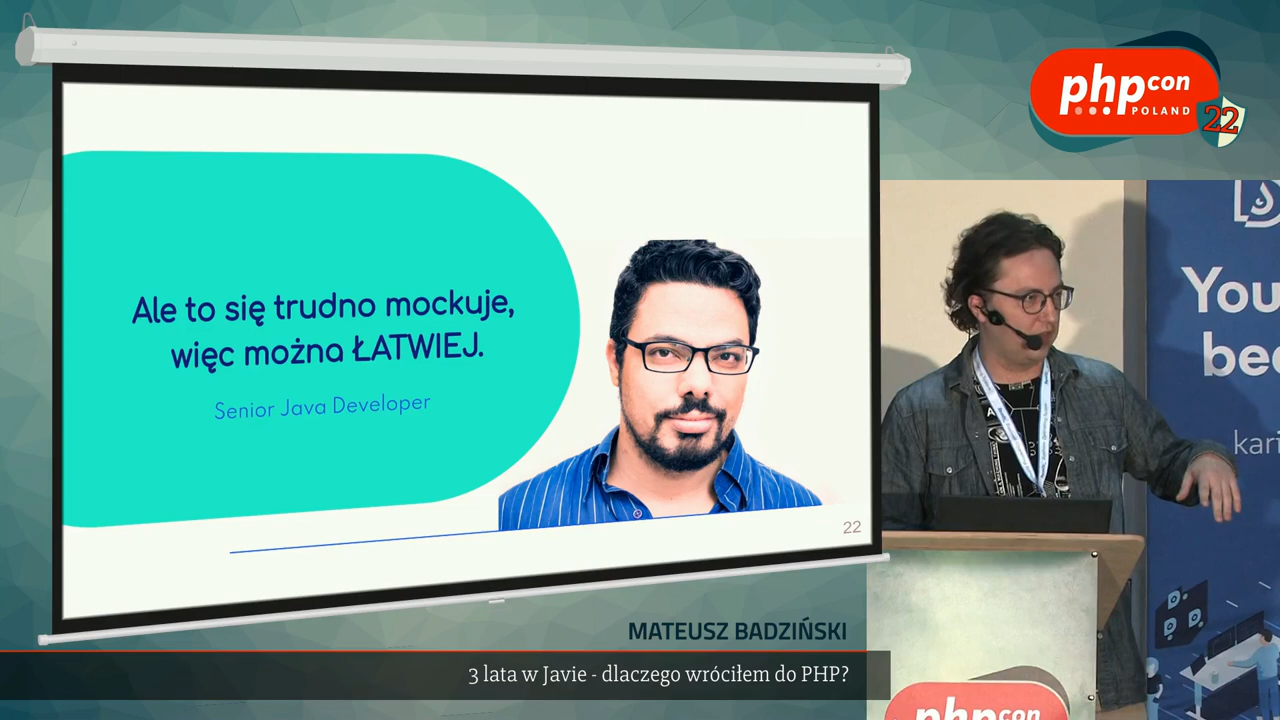 phpcon
POLAND
22
Ale to się trudno mockuje,
więc można ŁATWIEJ.
Senior Java Developer
22
You
bec
kari
MATEUSZ BADZIŃSKI
3 lata w Javie - dlaczego wróciłem do PHP?
phpcon